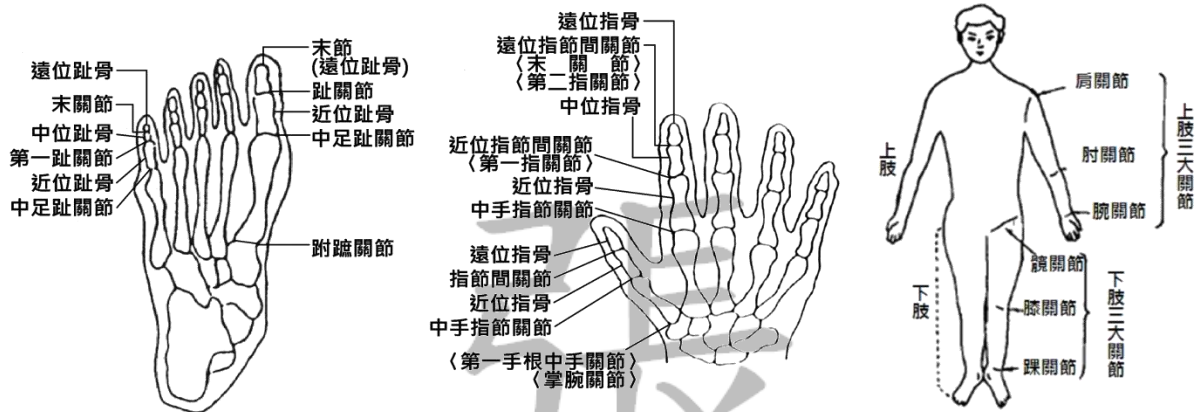 末節
(遠位趾骨)
趾關節
近位趾骨
中足趾關節
跗蹠關節
遠位趾骨
末關節
中位趾骨
第一趾關節
近位趾骨
中足趾關節
遠位指骨
遠位指節間關節
〈末關節〉
〈第二指關節〉
中位指骨
近位指節間關節
〈第一指關節〉
近位指骨
中手指節關節
遠位指骨
指節間關節
近位指骨
中手指節關節
〈第一手根中手關節〉
〈掌腕關節〉
肩關節
肘關節
腕關節
上肢三大關節
上肢
髖關節
膝關節
踝關節
下肢三大關節
下肢